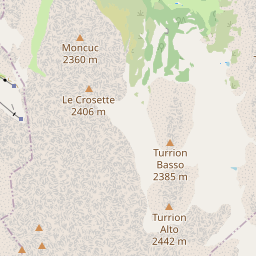 Moncuc
2360 m
Le Crosette
2406 m
Turrion
Basso
2385 m
Turrion
Alto
2442 m